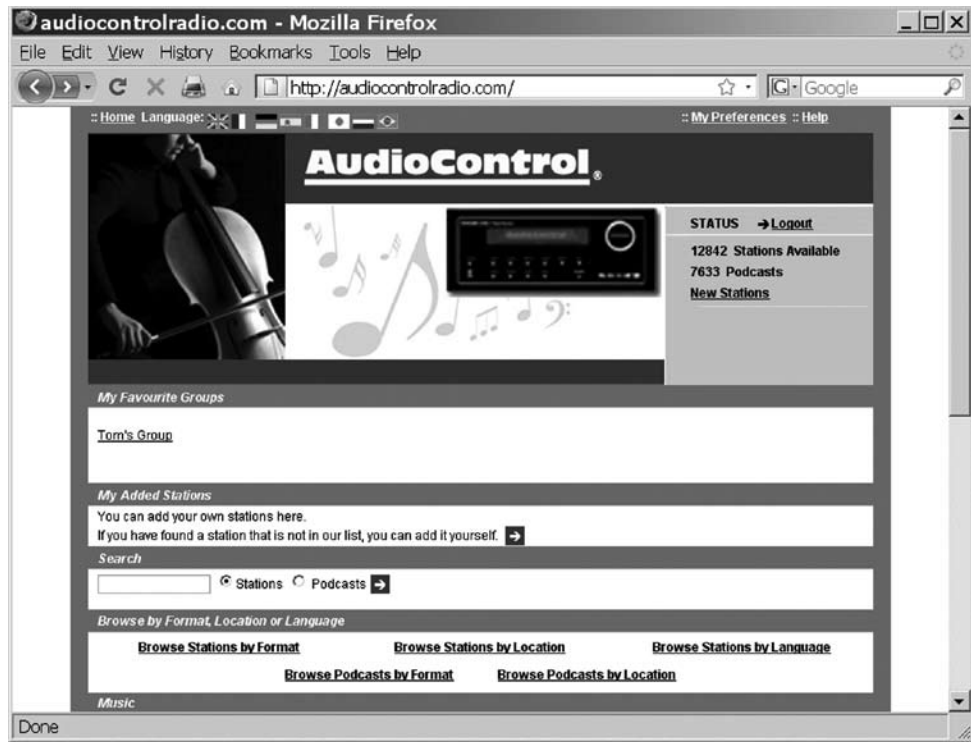 audiocontrolradio.com - Mozilla Firefox
File Edit View History Bookmarks Tools Help
http://audiocontrolradio.com/
G Google
:: Home Language:
:: My Preferences :: Help
AudioControl®
STATUS → Logout
12842 Stations Available
7633 Podcasts
New Stations
My Favourite Groups
Tom's Group
My Added Stations
You can add your own stations here.
If you have found a station that is not in our list, you can add it yourself. →
Search
Stations Podcasts →
Browse by Format, Location or Language
Browse Stations by Format Browse Stations by Location Browse Stations by Language
Browse Podcasts by Format Browse Podcasts by Location
Music
Done